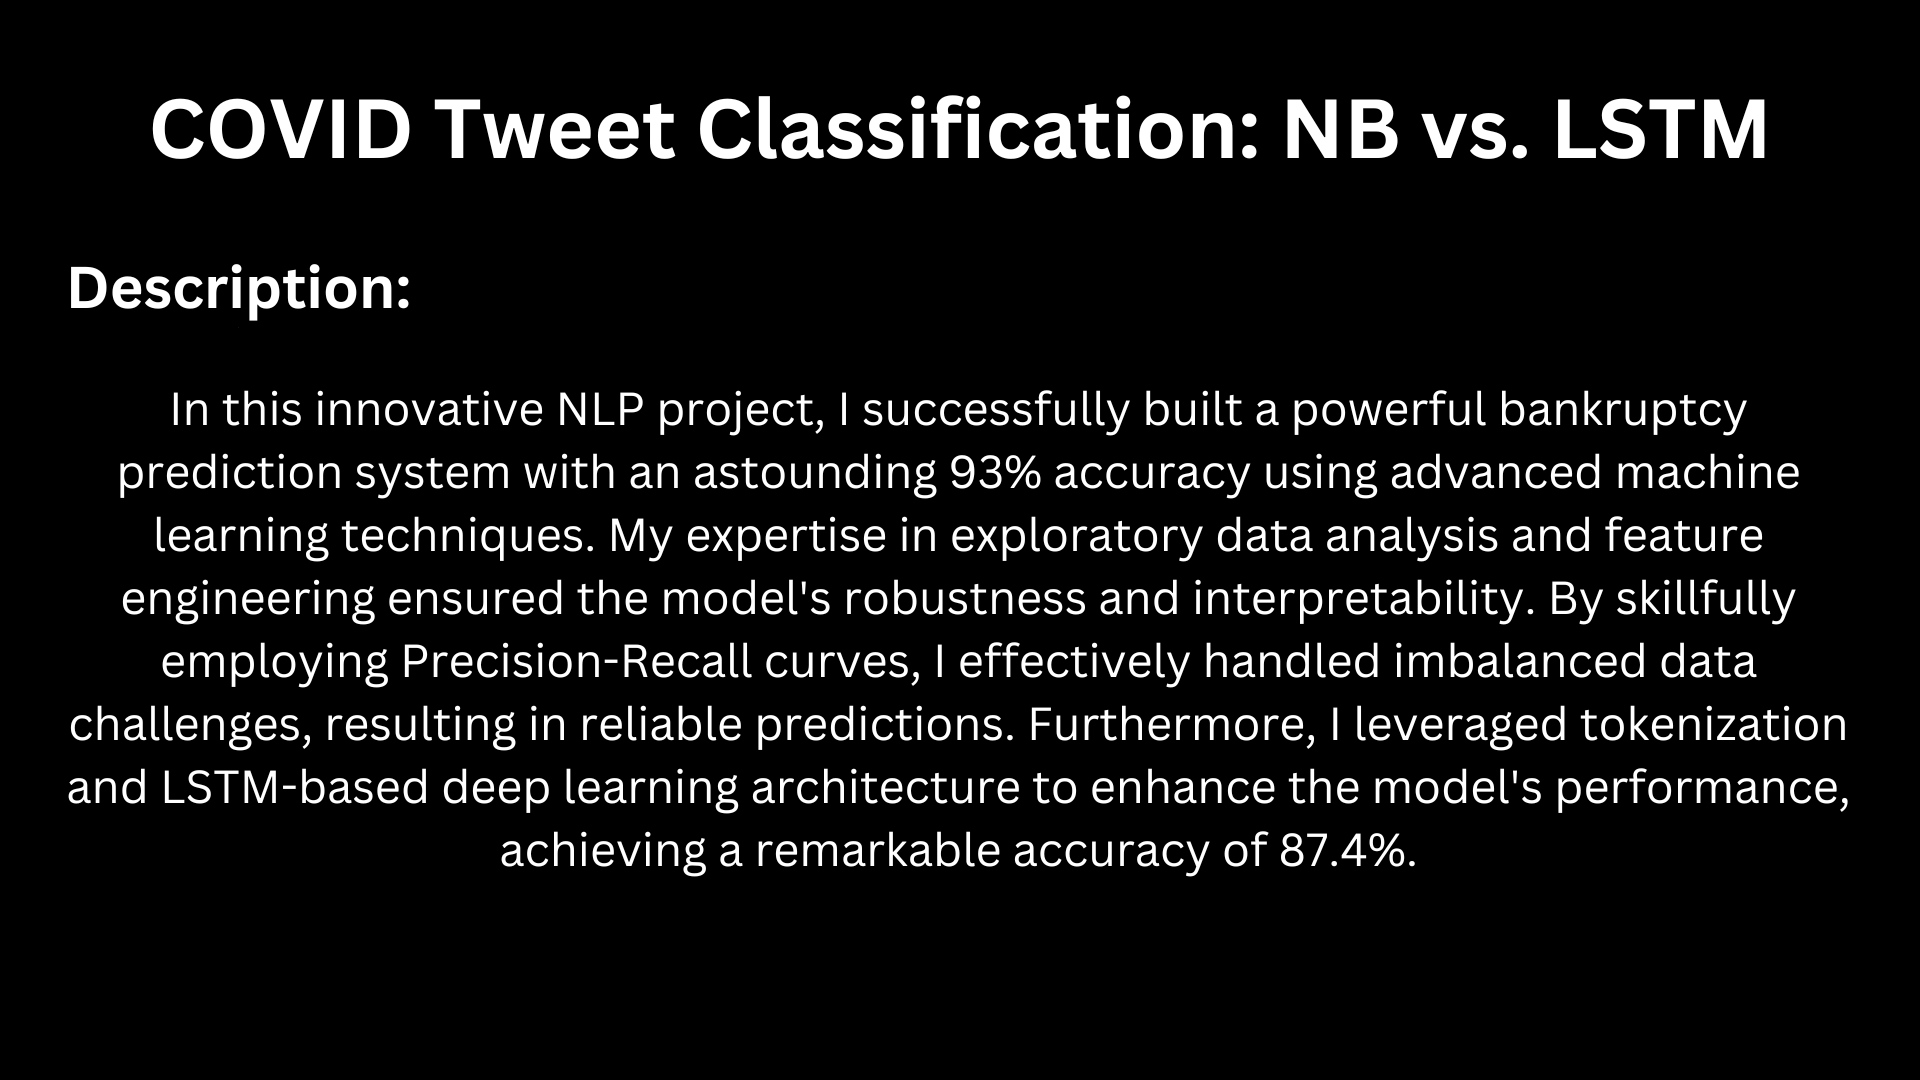 COVID Tweet Classification: NB vs. LSTM
Description:
In this innovative NLP project, I successfully built a powerful bankruptcy
prediction system with an astounding 93% accuracy using advanced machine
learning techniques. My expertise in exploratory data analysis and feature
engineering ensured the model's robustness and interpretability. By skillfully
employing Precision-Recall curves, I effectively handled imbalanced data
challenges, resulting in reliable predictions. Furthermore, I leveraged tokenization
and LSTM-based deep learning architecture to enhance the model's performance,
achieving a remarkable accuracy of 87.4%.